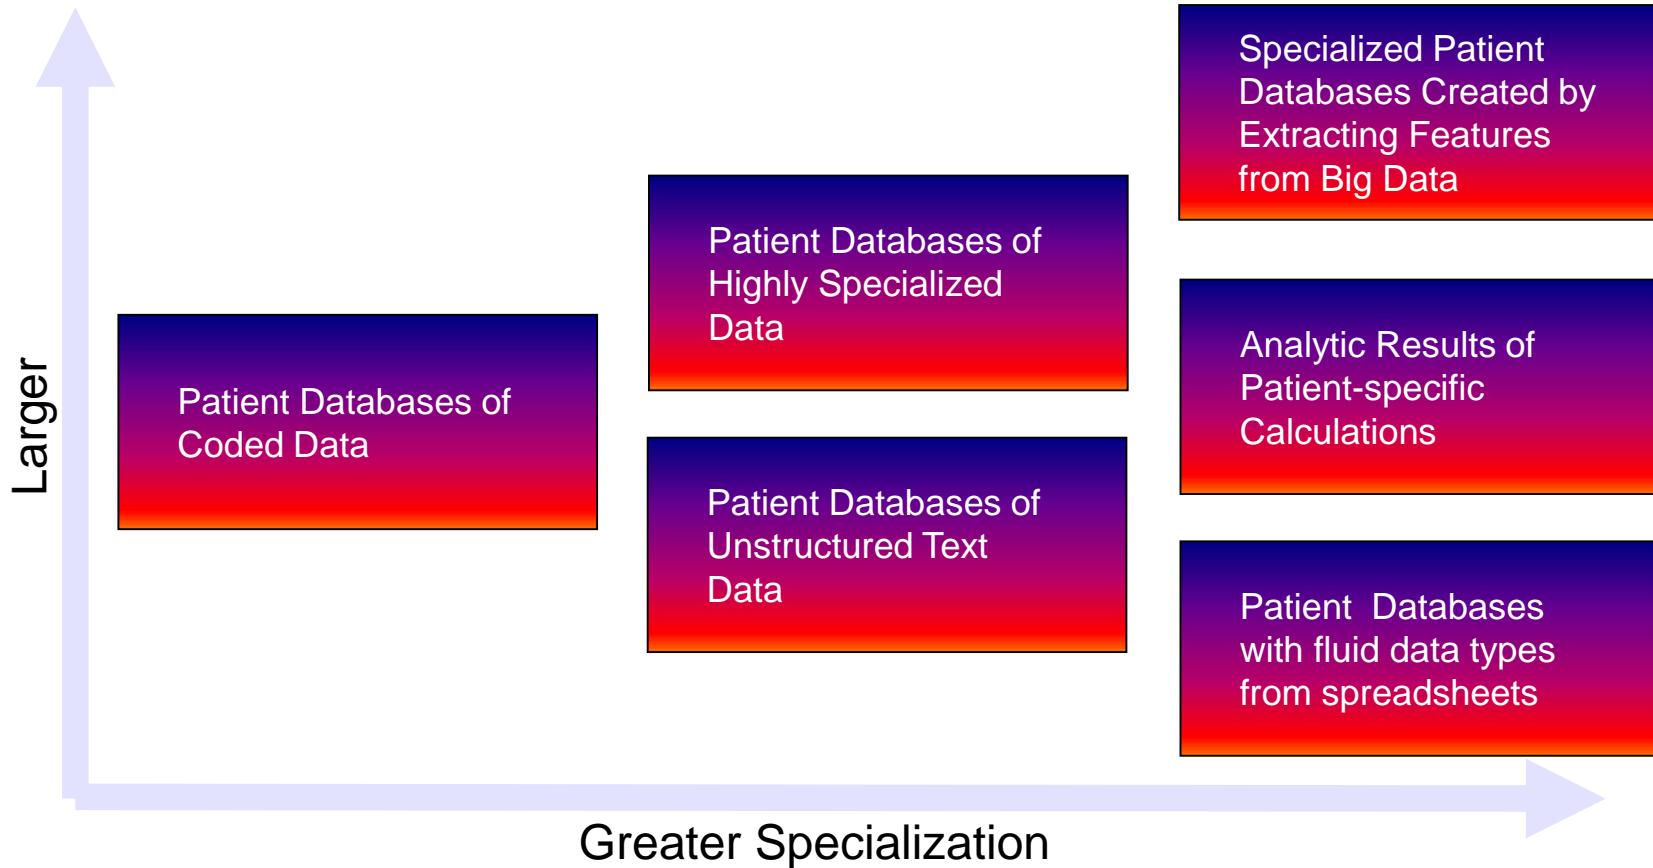 Larger
Patient Databases of
Coded Data
Patient Databases of
Highly Specialized
Data
Patient Databases of
Unstructured Text
Data
Specialized Patient
Databases Created by
Extracting Features
from Big Data
Analytic Results of
Patient-specific
Calculations
Patient  Databases
with fluid data types
from spreadsheets
Greater Specialization